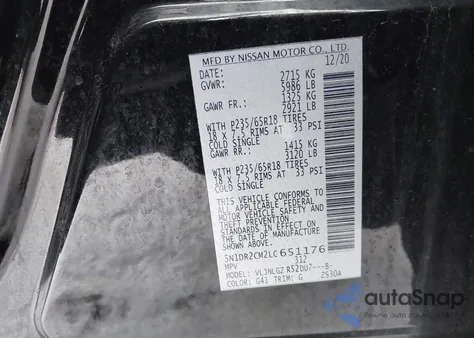 MFD BY NISSAN MOTOR CO., LTD.
DATE: 12/20
GVWR: 2715 KG
5986 LB
GAWR FR.: 1325 KG
2921 LB
WITH P235/65R18 TIRES
18 X 7.5 RIMS AT 33 PSI
COLD SINGLE
GAWR RR.: 1415 KG
3120 LB
WITH P235/65R18 TIRES
18 X 7.5 RIMS AT 33 PSI
COLD SINGLE
THIS VEHICLE CONFORMS TO
ALL APPLICABLE FEDERAL
MOTOR VEHICLE SAFETY
AND THEFT PREVENTION
STANDARDS IN EFFECT ON
THE DATE OF MANUFACTURE
SHOWN ABOVE.
5N1DR2CM2LC651176
MPV 312
MODEL: VLJNLG2 R52DU7---B-
COLOR: G41 TRIM: G ZS30A
autoSnap